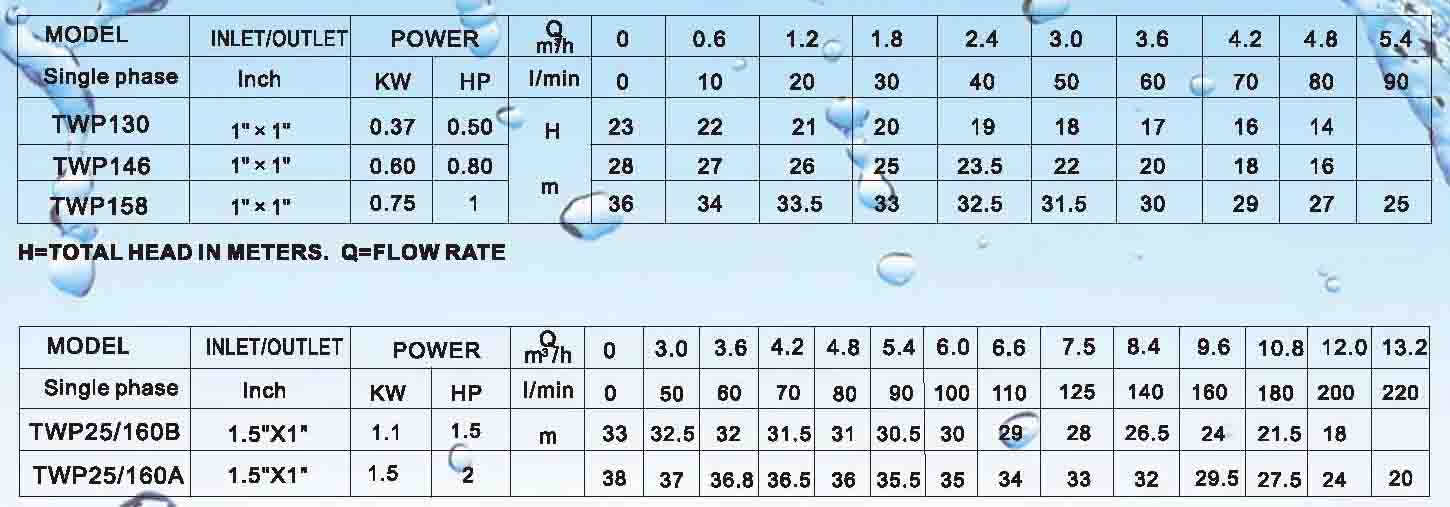 MODEL INLET/OUTLET POWER Q m³/h 0 0.6 1.2 1.8 2.4 3.0 3.6 4.2 4.8 5.4
Single phase Inch KW HP l/min 0 10 20 30 40 50 60 70 80 90
TWP130 1"×1" 0.37 0.50 H 23 22 21 20 19 18 17 16 14
TWP146 1"×1" 0.60 0.80 28 27 26 25 23.5 22 20 18 16
TWP158 1"×1" 0.75 1 m 36 34 33.5 33 32.5 31.5 30 29 27 25
H=TOTAL HEAD IN METERS. Q=FLOW RATE
MODEL INLET/OUTLET POWER Q m³/h 0 3.0 3.6 4.2 4.8 5.4 6.0 6.6 7.5 8.4 9.6 10.8 12.0 13.2
Single phase Inch KW HP l/min 0 50 60 70 80 90 100 110 125 140 160 180 200 220
TWP25/160B 1.5"X1" 1.1 1.5 m 33 32.5 32 31.5 31 30.5 30 29 28 26.5 24 21.5 18
TWP25/160A 1.5"X1" 1.5 2 38 37 36.8 36.5 36 35.5 35 34 33 32 29.5 27.5 24 20